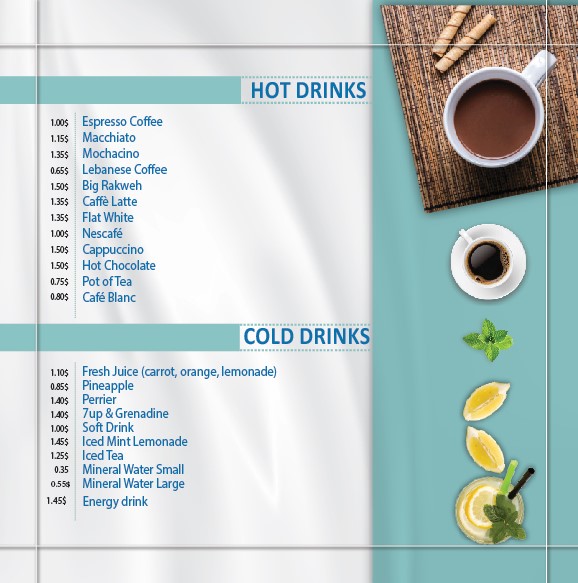 HOT DRINKS
1.00$ Espresso Coffee
1.15$ Macchiato
1.35$ Mochacino
0.65$ Lebanese Coffee
1.50$ Big Rakweh
1.35$ Caffè Latte
1.35$ Flat White
1.00$ Nescafé
1.50$ Cappuccino
1.50$ Hot Chocolate
0.75$ Pot of Tea
0.80$ Café Blanc
COLD DRINKS
1.10$ Fresh Juice (carrot, orange, lemonade)
0.85$ Pineapple
1.40$ Perrier
1.40$ 7up & Grenadine
1.00$ Soft Drink
1.45$ Iced Mint Lemonade
1.25$ Iced Tea
0.35 Mineral Water Small
0.55$ Mineral Water Large
1.45$ Energy drink